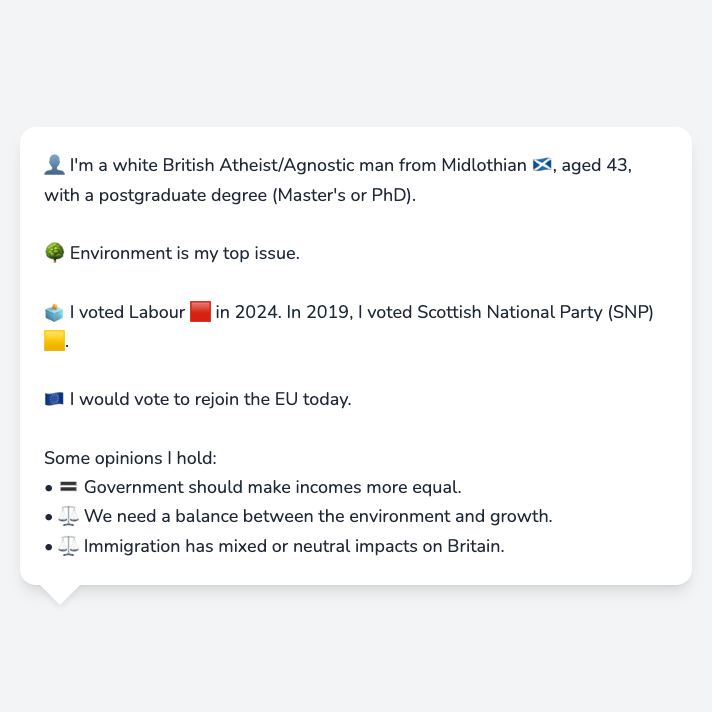 👤 I'm a white British Atheist/Agnostic man from Midlothian 🏴󠁧󠁢󠁳󠁣󠁴󠁿, aged 43,
with a postgraduate degree (Master's or PhD).
🌳 Environment is my top issue.
🗳️ I voted Labour 🟥 in 2024. In 2019, I voted Scottish National Party (SNP)
🟨.
🇪🇺 I would vote to rejoin the EU today.
Some opinions I hold:
• 🟰 Government should make incomes more equal.
• ⚖️ We need a balance between the environment and growth.
• ⚖️ Immigration has mixed or neutral impacts on Britain.